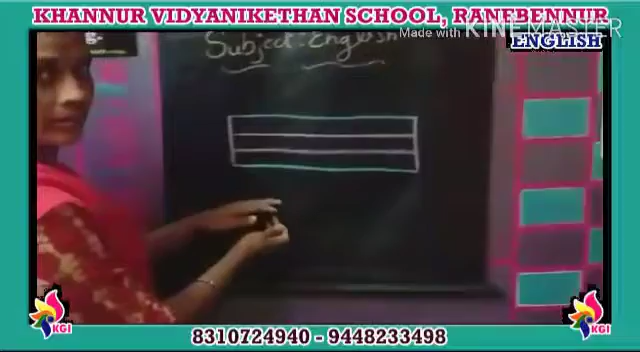 KHANNUR VIDYANIKETHAN SCHOOL, RANEBENNUR
Made with KINEMASTER
ENGLISH
Subject: English
KGI
KGI
8310724940 - 9448233498